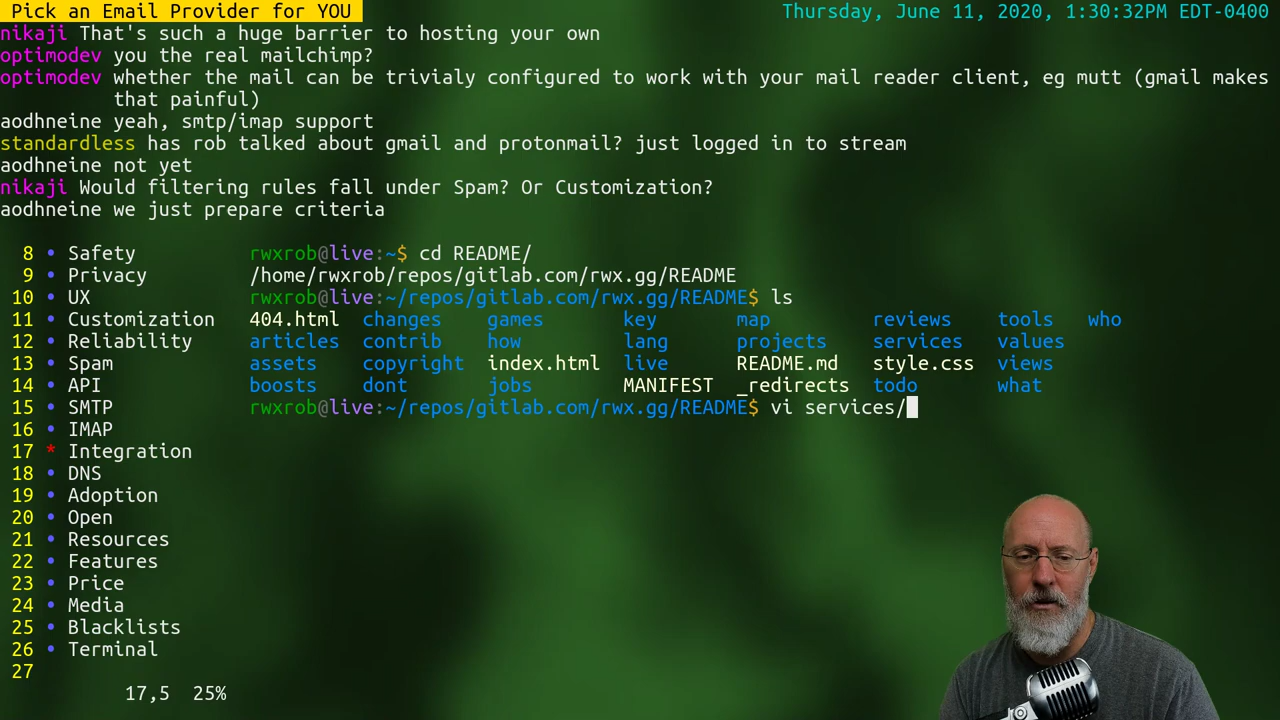 Pick an Email Provider for YOU
Thursday, June 11, 2020, 1:30:32PM EDT-0400
nikaji That's such a huge barrier to hosting your own
optimodev you the real mailchimp?
optimodev whether the mail can be trivialy configured to work with your mail reader client, eg mutt (gmail makes
that painful)
aodhneine yeah, smtp/imap support
standardless has rob talked about gmail and protonmail? just logged in to stream
aodhneine not yet
nikaji Would filtering rules fall under Spam? Or Customization?
aodhneine we just prepare criteria
8 • Safety
9 • Privacy
10 • UX
11 • Customization
12 • Reliability
13 • Spam
14 • API
15 • SMTP
16 • IMAP
17 * Integration
18 • DNS
19 • Adoption
20 • Open
21 • Resources
22 • Features
23 • Price
24 • Media
25 • Blacklists
26 • Terminal
27
17,5 25%
rwxrob@live:~$ cd README/
/home/rwxrob/repos/gitlab.com/rwx.gg/README
rwxrob@live:~/repos/gitlab.com/rwx.gg/README$ ls
404.html changes games key map reviews tools who
articles contrib how lang projects services values
assets copyright index.html live README.md style.css views
boosts dont jobs MANIFEST _redirects todo what
rwxrob@live:~/repos/gitlab.com/rwx.gg/README$ vi services/